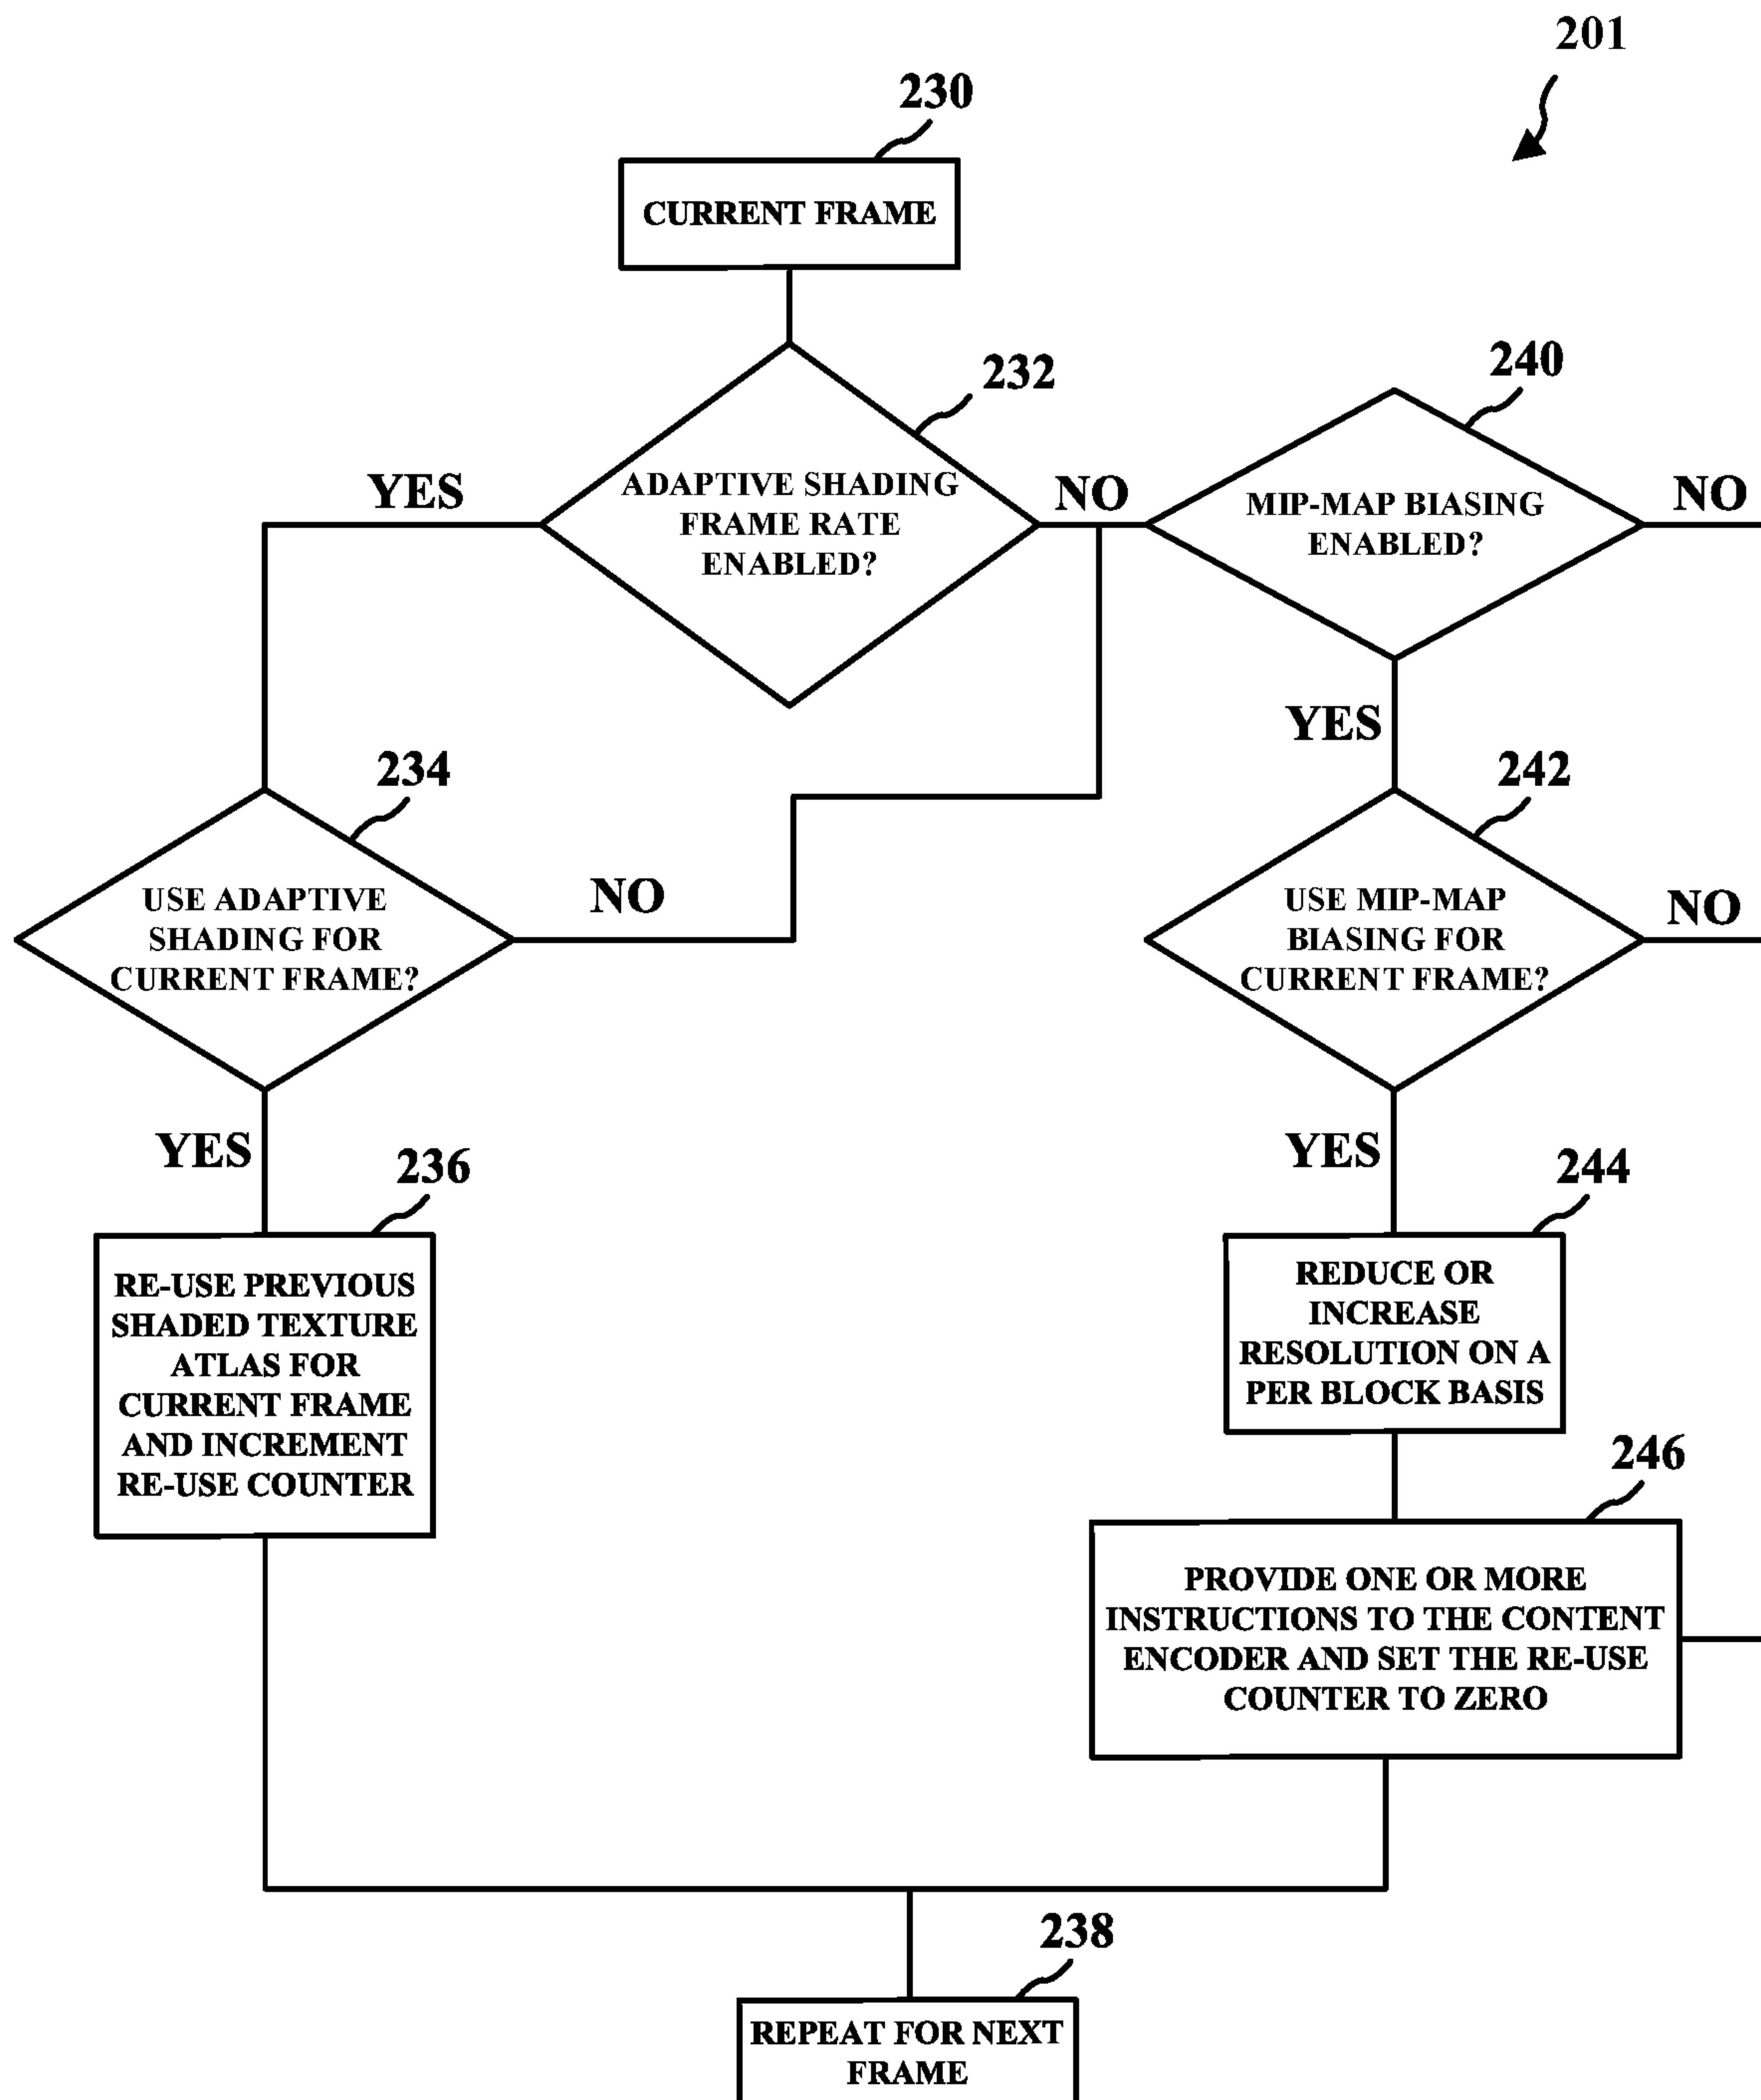 201
230
CURRENT FRAME
232
ADAPTIVE SHADING
FRAME RATE
ENABLED?
YES
NO
240
MIP-MAP BIASING
ENABLED?
NO
YES
234
USE ADAPTIVE
SHADING FOR
CURRENT FRAME?
NO
242
USE MIP-MAP
BIASING FOR
CURRENT FRAME?
NO
YES
236
RE-USE PREVIOUS
SHADED TEXTURE
ATLAS FOR
CURRENT FRAME
AND INCREMENT
RE-USE COUNTER
YES
244
REDUCE OR
INCREASE
RESOLUTION ON A
PER BLOCK BASIS
246
PROVIDE ONE OR MORE
INSTRUCTIONS TO THE CONTENT
ENCODER AND SET THE RE-USE
COUNTER TO ZERO
238
REPEAT FOR NEXT
FRAME